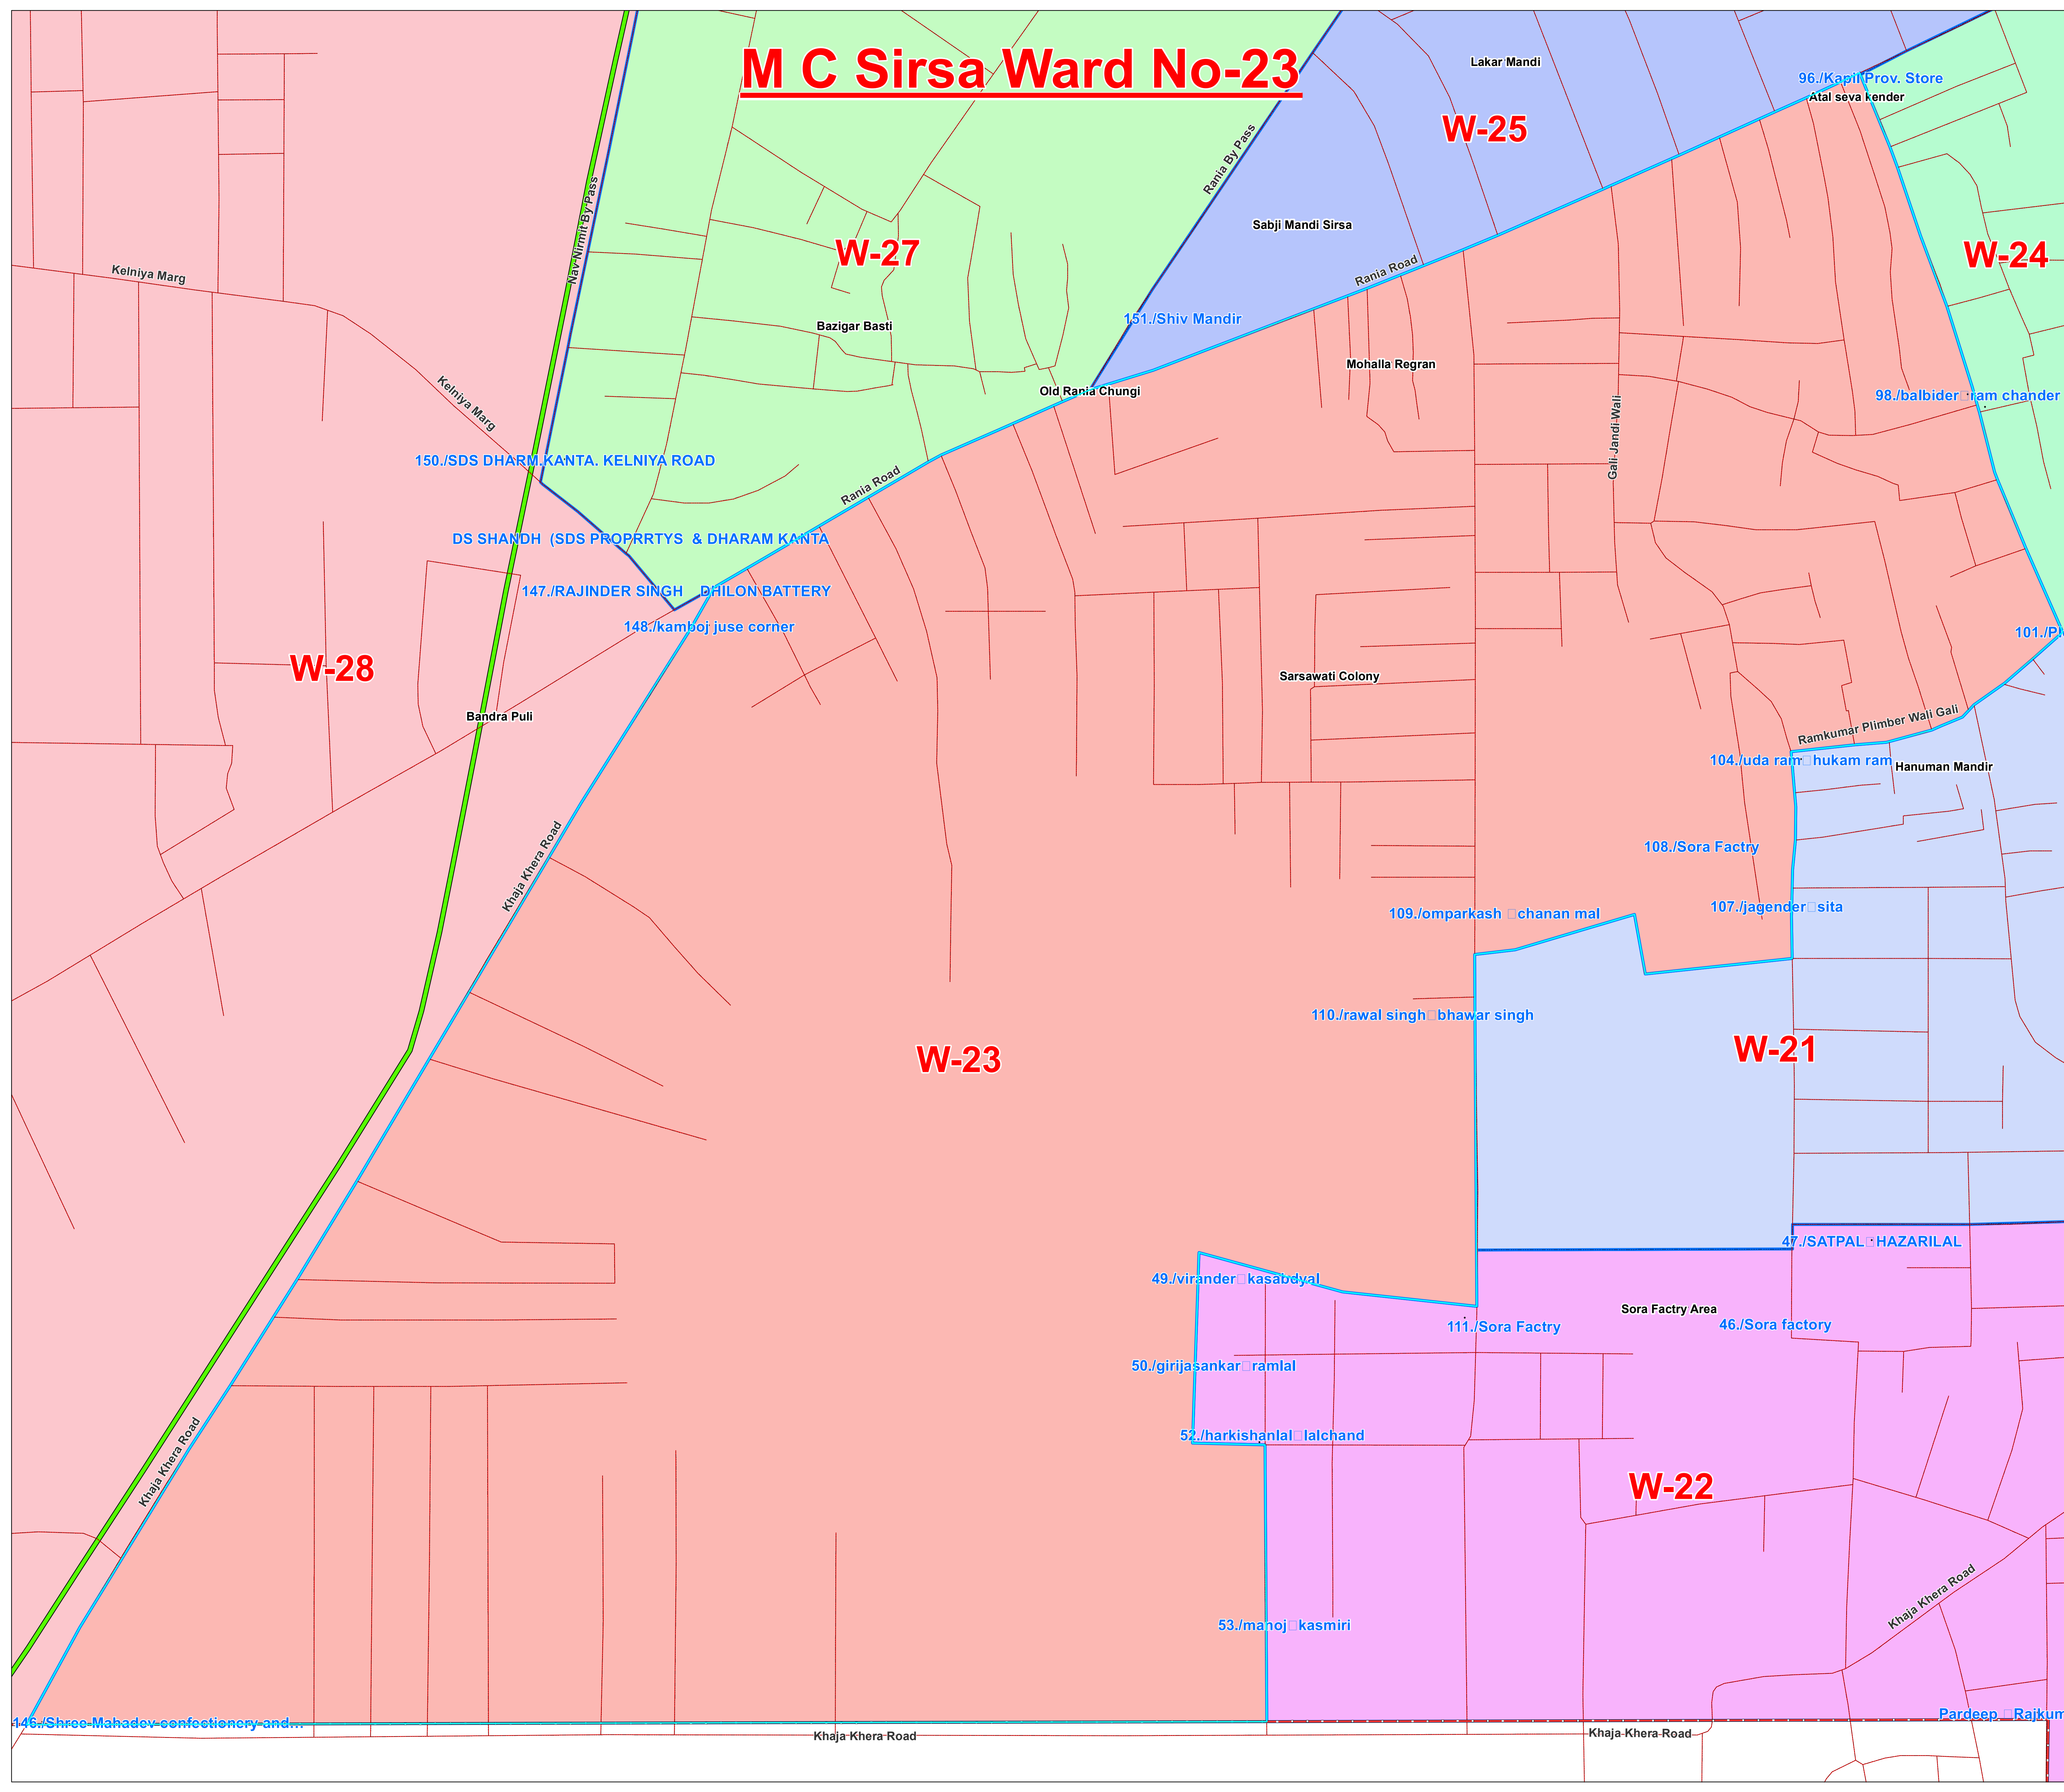 M C Sirsa Ward No-23
Lakar Mandi
96./Kapil Prov. Store
Atal seva kender
W-25
Rania By Pass
Nav-Nirmit-By Pass
Sabji Mandi Sirsa
W-27
W-24
Kelniya Marg
Rania Road
151./Shiv Mandir
Bazigar Basti
Mohalla Regran
Old Rania Chungi
98./balbider□ram chander
Kelniya Marg
Gali-Jandi-Wali
150./SDS DHARM.KANTA. KELNIYA ROAD
Rania Road
DS SHANDH (SDS PROPRRTYS & DHARAM KANTA
147./RAJINDER SINGH DHILON BATTERY
148./kamboj juse corner
101./
W-28
Sarsawati Colony
Bandra Puli
Ramkumar Plimber Wali Gali
104./uda ram□hukam ram
Hanuman Mandir
108./Sora Factry
Khaja Khera Road
107./jagender□sita
109./omparkash □chanan mal
110./rawal singh□bhawar singh
W-23
W-21
47./SATPAL□HAZARILAL
49./virander□kasabdyal
Sora Factry Area
111./Sora Factry
46./Sora factory
50./girijasankar□ramlal
52./harkishanlal□lalchand
Khaja Khera Road
W-22
Khaja Khera Road
53./manoj□kasmiri
Pardeep □Rajkum
146./Shree-Mahadev-confectionery-and...
Khaja Khera Road
Khaja Khera Road